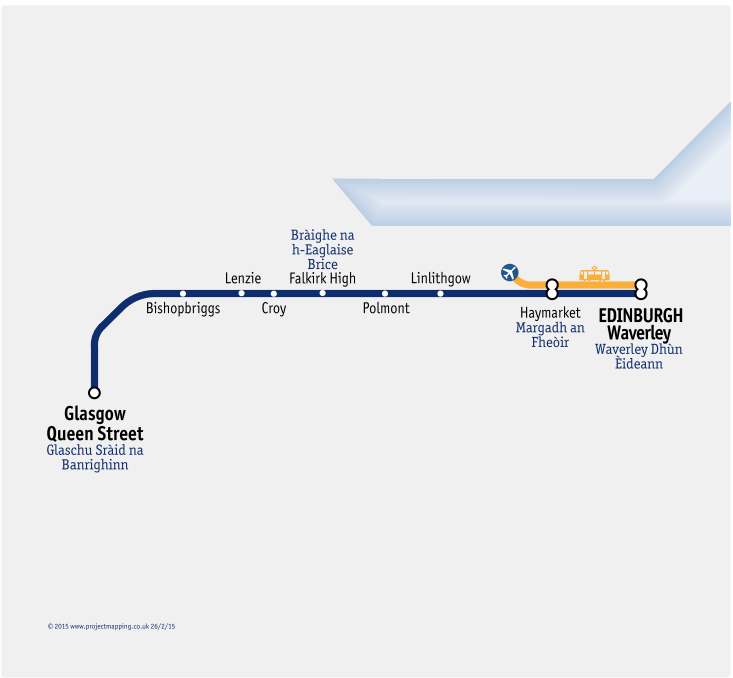 Bràighe na
h-Eaglaise
Brice
Lenzie
Falkirk High
Linlithgow
Bishopbriggs
Croy
Polmont
Haymarket
Margadh an
Fheòir
EDINBURGH
Waverley
Waverley Dhùn
Èideann
Glasgow
Queen Street
Glaschu Sràid na
Banrighinn
© 2015 www.projectmapping.co.uk 26/2/15